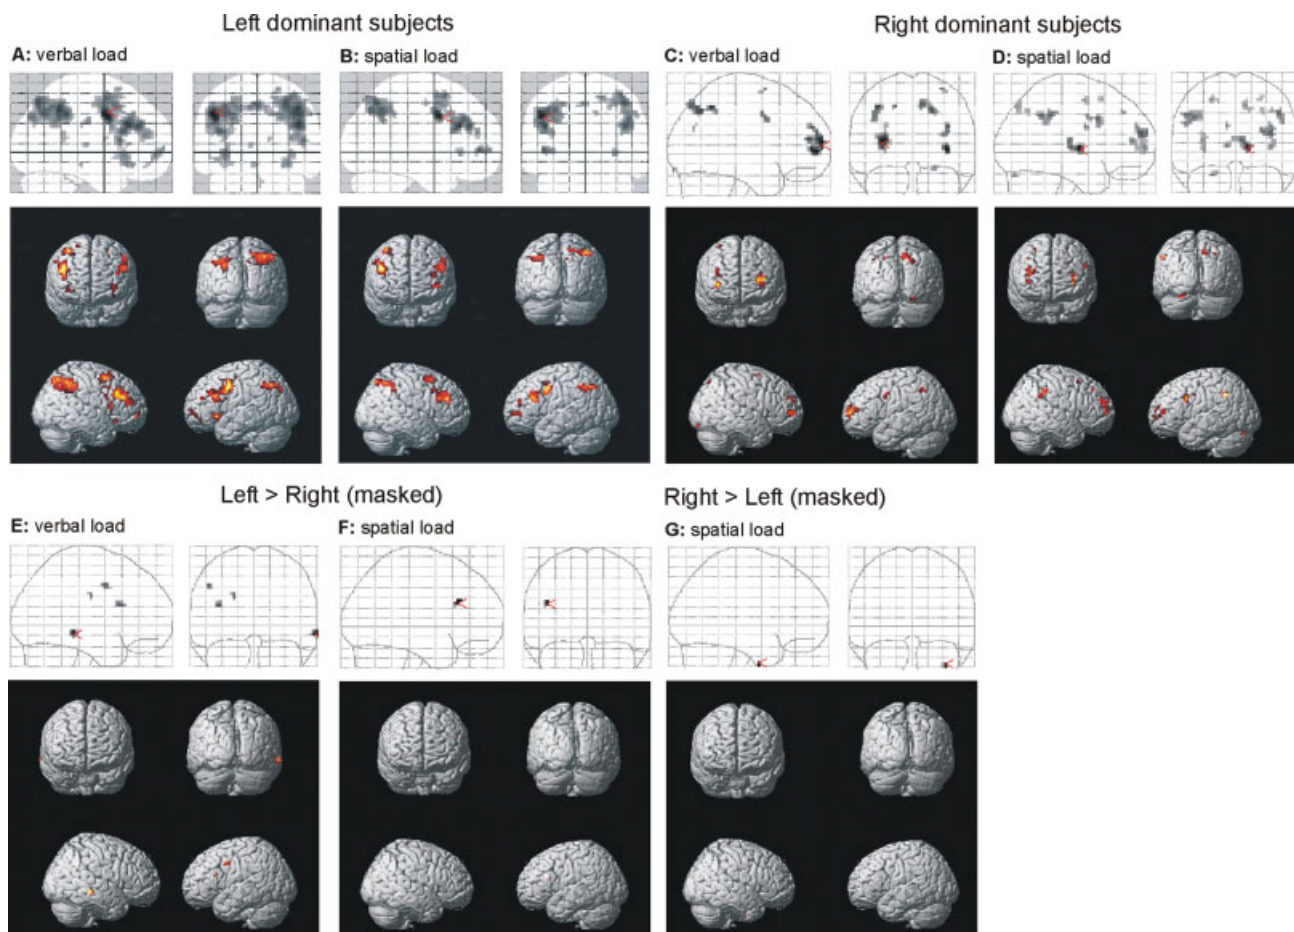 Left dominant subjects
Right dominant subjects
A: verbal load
B: spatial load
C: verbal load
D: spatial load
Left > Right (masked)
Right > Left (masked)
E: verbal load
F: spatial load
G: spatial load